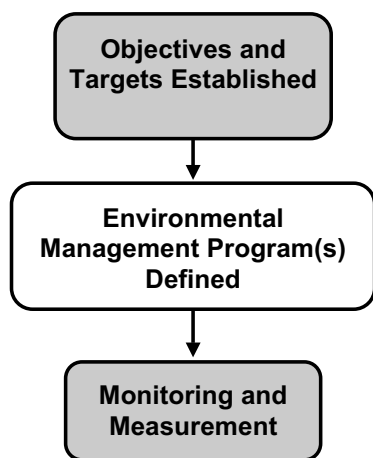 Objectives and
Targets Established
Environmental
Management Program(s)
Defined
Monitoring and
Measurement